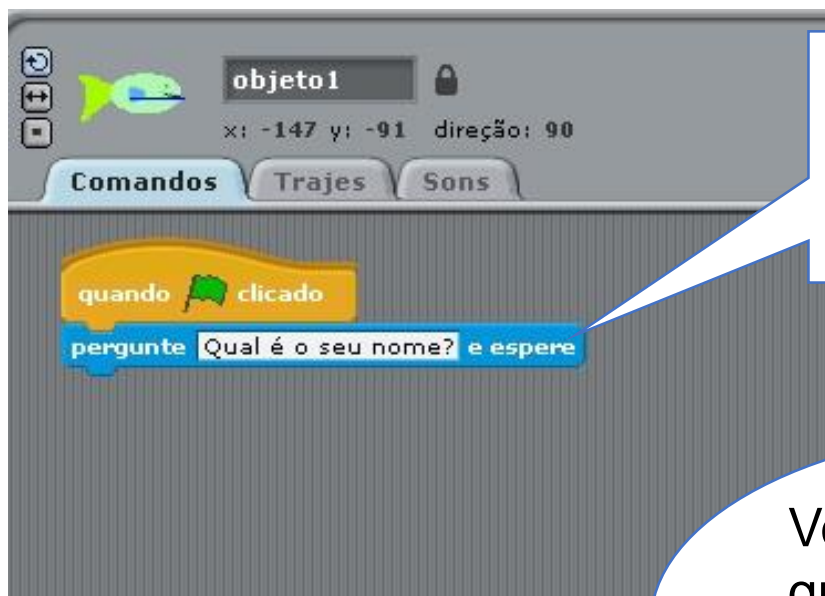 objeto1
x: -147 y: -91 direção: 90
Comandos Trajes Sons
quando clicado
pergunte Qual é o seu nome? e espere